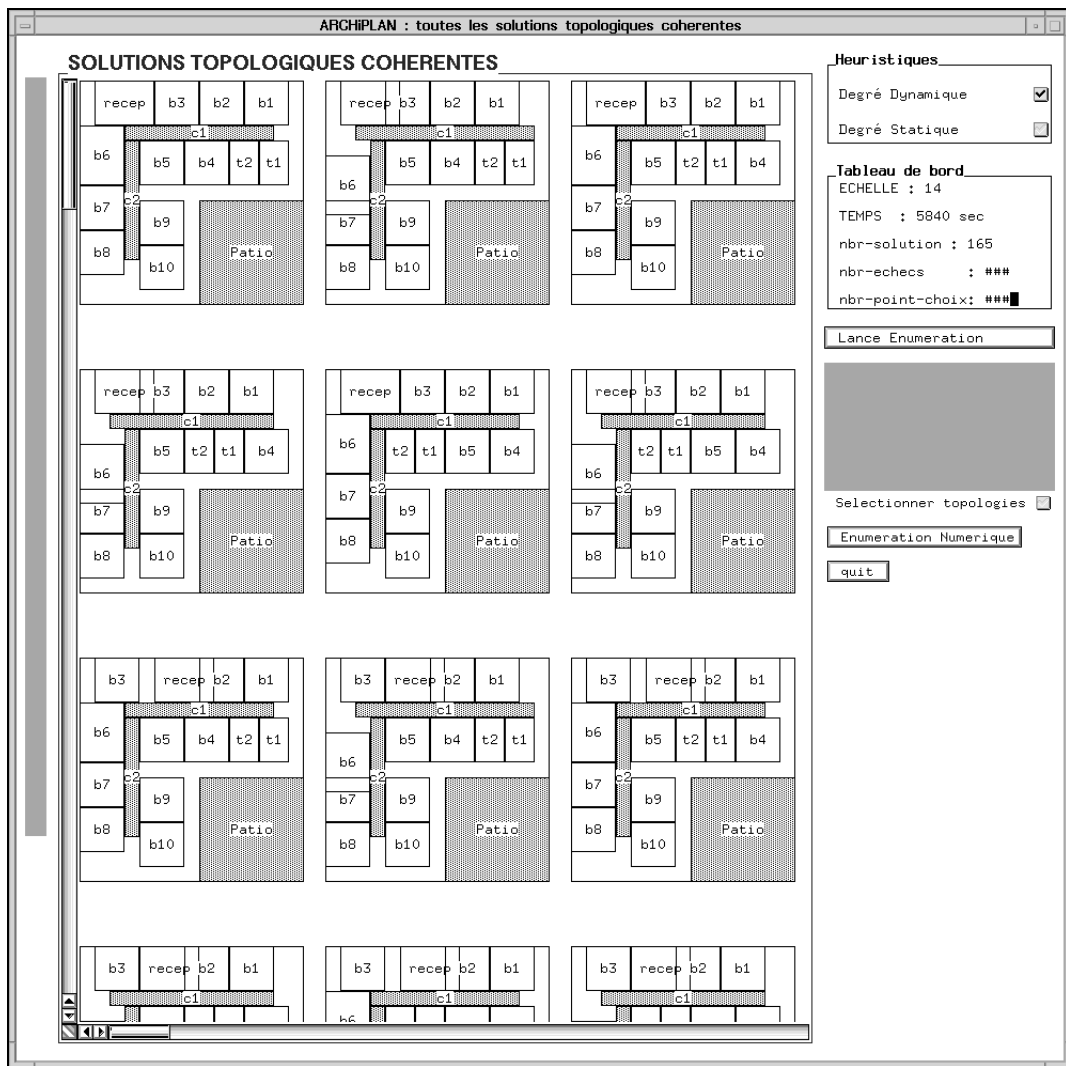 ARCHiPLAN : toutes les solutions topologiques coherentes
SOLUTIONS TOPOLOGIQUES COHERENTES
recep b3 b2 b1
c1
b6 b5 b4 t2 t1
b7 c2 b9
b8 b10 Patio
recep b3 b2 b1
c1
b6 b5 b4 t2 t1
b7 c2 b9
b8 b10 Patio
recep b3 b2 b1
c1
b6 b5 t2 t1 b4
b7 c2 b9
b8 b10 Patio
recep b3 b2 b1
c1
b6 b5 t2 t1 b4
b7 c2 b9
b8 b10 Patio
recep b3 b2 b1
c1
b6 t2 t1 b5 b4
b7 c2 b9
b8 b10 Patio
recep b3 b2 b1
c1
b6 t2 t1 b5 b4
b7 c2 b9
b8 b10 Patio
b3 recep b2 b1
c1
b6 b5 b4 t2 t1
b7 c2 b9
b8 b10 Patio
b3 recep b2 b1
c1
b6 b5 b4 t2 t1
b7 c2 b9
b8 b10 Patio
b3 recep b2 b1
c1
b6 b5 t2 t1 b4
b7 c2 b9
b8 b10 Patio
b3 recep b2 b1
c1
b3 recep b2 b1
c1
b6
b3 recep b2 b1
c1
Heuristiques
Degré Dynamique
Degré Statique
Tableau de bord
ECHELLE : 14
TEMPS : 5840 sec
nbr-solution : 165
nbr-echecs : ###
nbr-point-choix: ###
Lance Enumeration
Selectionner topologies
Enumeration Numerique
quit